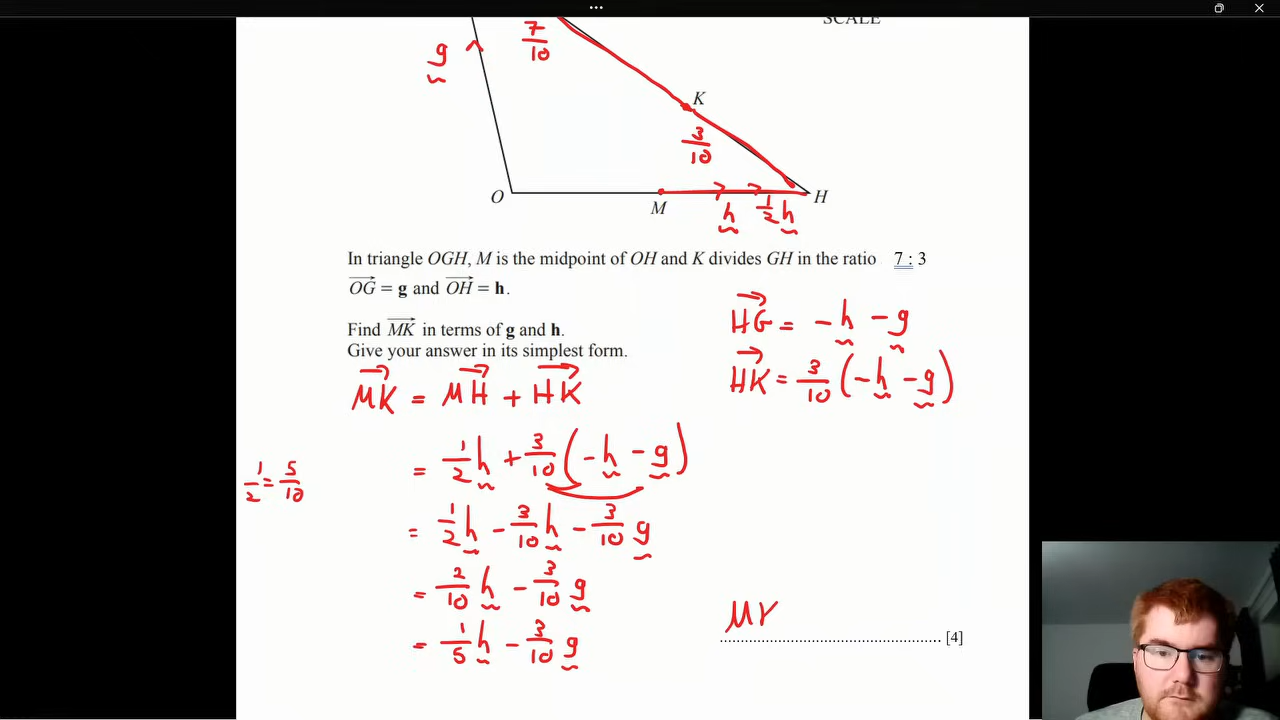 SCALE
7/10
g
K
3/10
O
M
H
h
1/2 h
In triangle OGH, M is the midpoint of OH and K divides GH in the ratio 7 : 3
OG⃗ = g and OH⃗ = h.
Find MK⃗ in terms of g and h.
Give your answer in its simplest form.
HG⃗ = -h - g
HK⃗ = 3/10 (-h - g)
MK⃗ = MH⃗ + HK⃗
= 1/2 h + 3/10 (-h - g)
1/2 = 5/10
= 1/2 h - 3/10 h - 3/10 g
= 2/10 h - 3/10 g
= 1/5 h - 3/10 g
[4]